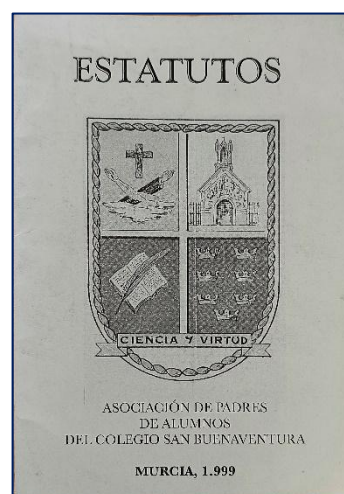 ESTATUTOS
CIENCIA Y VIRTUD
ASOCIACIÓN DE PADRES
DE ALUMNOS
DEL COLEGIO SAN BUENAVENTURA
MURCIA, 1.999